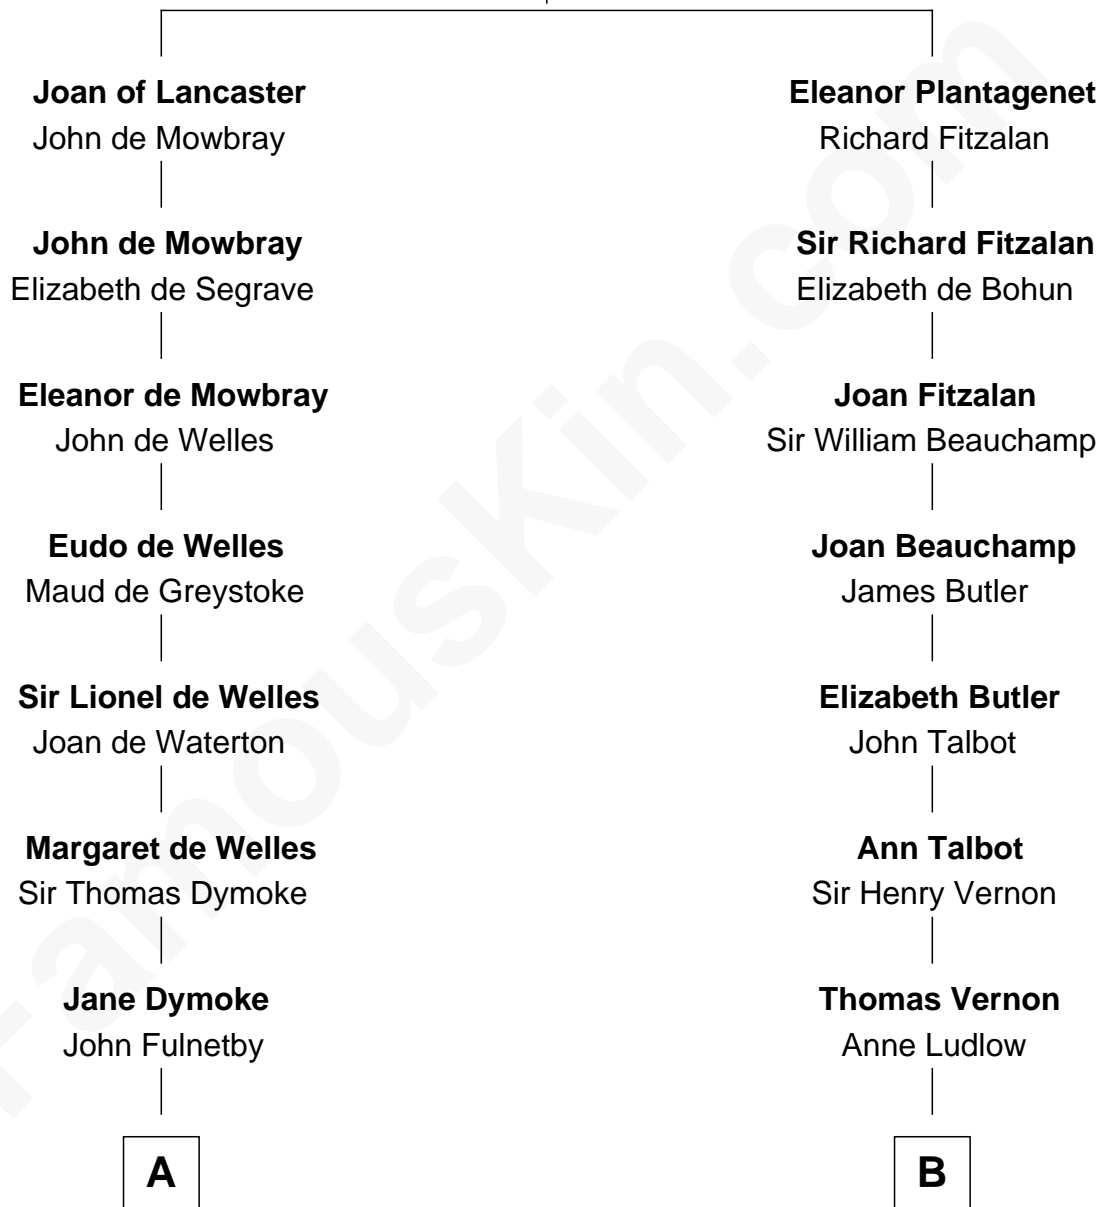 Joan of Lancaster
John de Mowbray
John de Mowbray
Elizabeth de Segrave
Eleanor de Mowbray
John de Welles
Eudo de Welles
Maud de Greystoke
Sir Lionel de Welles
Joan de Waterton
Margaret de Welles
Sir Thomas Dymoke
Jane Dymoke
John Fulnetby
A
Eleanor Plantagenet
Richard Fitzalan
Sir Richard Fitzalan
Elizabeth de Bohun
Joan Fitzalan
Sir William Beauchamp
Joan Beauchamp
James Butler
Elizabeth Butler
John Talbot
Ann Talbot
Sir Henry Vernon
Thomas Vernon
Anne Ludlow
B
FamousKin.com